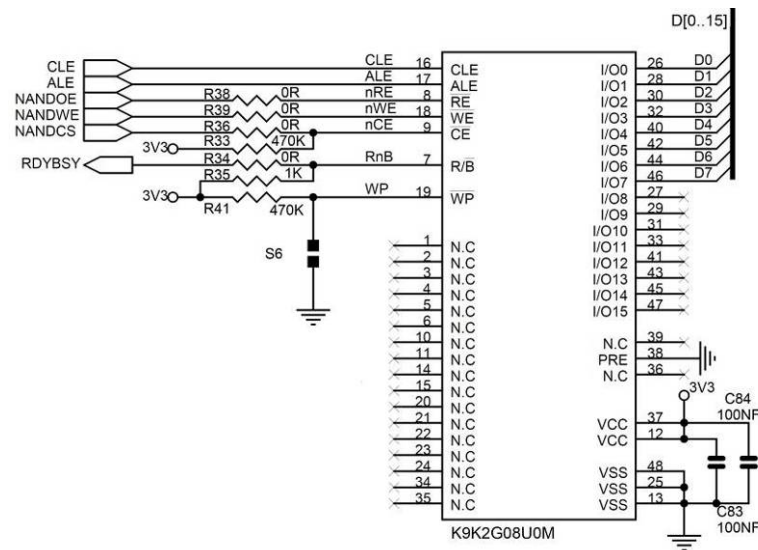 D[0..15]
CLE CLE 16 CLE I/O0 26 D0
ALE ALE 17 ALE I/O1 28 D1
NANDOE R38 0R nRE 8 RE I/O2 30 D2
NANDWE R39 0R nWE 18 WE I/O3 32 D3
NANDCS R36 0R nCE 9 CE I/O4 40 D4
3V3 R33 470K I/O5 42 D5
RDYBSY R34 0R RnB 7 R/B I/O6 44 D6
R35 1K I/O7 46 D7
3V3 R41 470K WP 19 WP I/O8 27
I/O9 29
I/O10 31
S6
1 N.C I/O11 33
2 N.C I/O12 41
3 N.C I/O13 43
4 N.C I/O14 45
5 N.C I/O15 47
6 N.C
10 N.C N.C 39
11 N.C PRE 38
14 N.C N.C 36
15 N.C 3V3
20 N.C C84
21 N.C VCC 37 100NF
22 N.C VCC 12
23 N.C
24 N.C VSS 48
34 N.C VSS 25
35 N.C VSS 13
C83
100NF
K9K2G08U0M